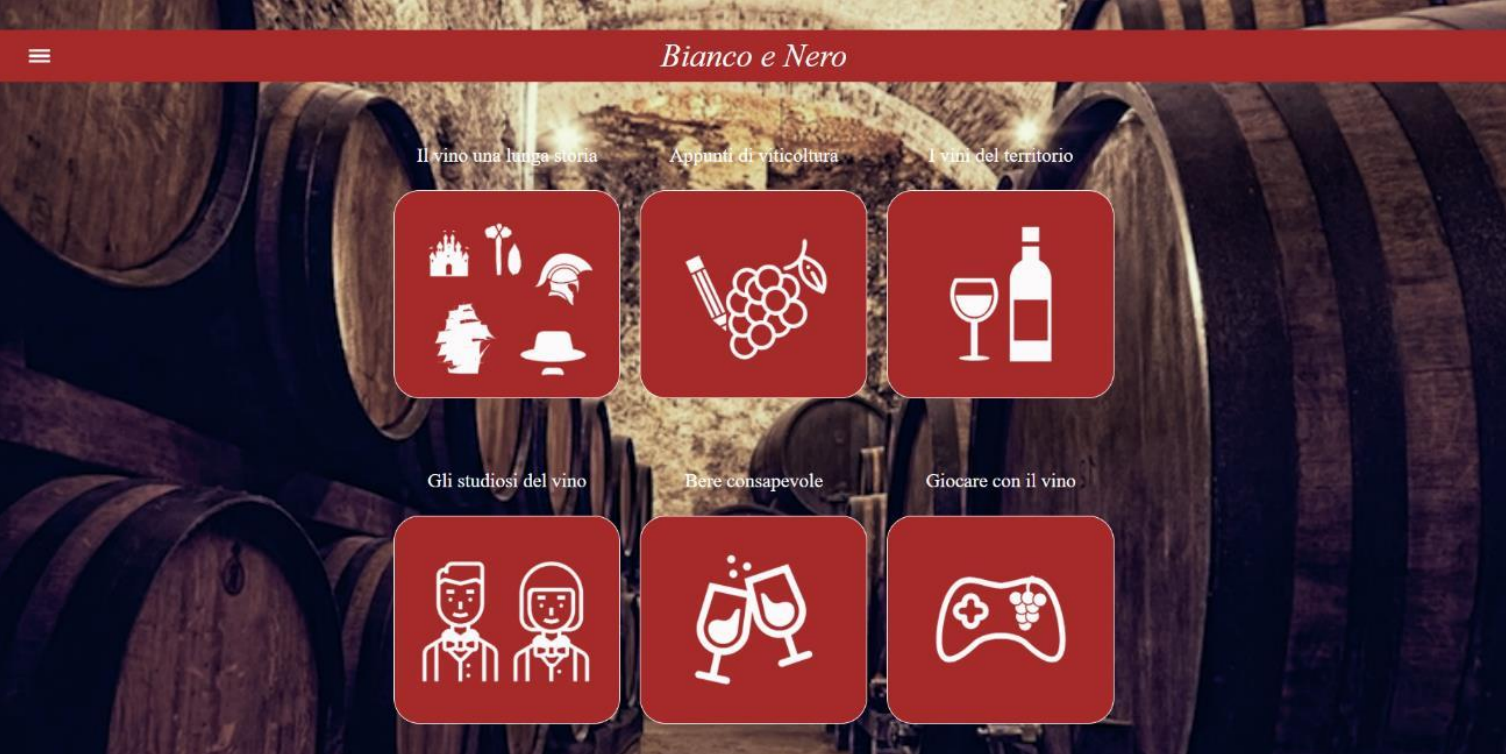 Bianco e Nero
Il vino una lunga storia
Appunti di viticoltura
I vini del territorio
Gli studiosi del vino
Bere consapevole
Giocare con il vino